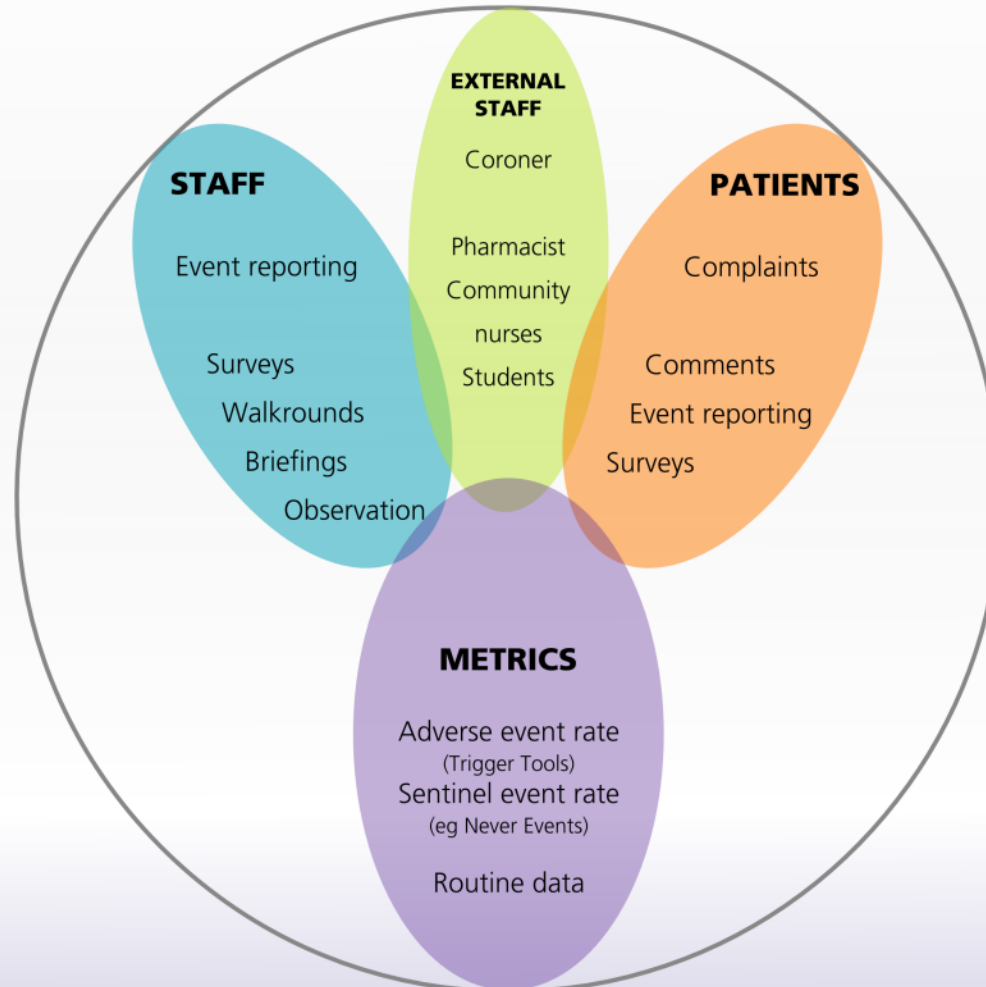 EXTERNAL
STAFF
Coroner
Pharmacist
Community
nurses
Students
STAFF
Event reporting
Surveys
Walkrounds
Briefings
Observation
PATIENTS
Complaints
Comments
Event reporting
Surveys
METRICS
Adverse event rate
(Trigger Tools)
Sentinel event rate
(eg Never Events)
Routine data